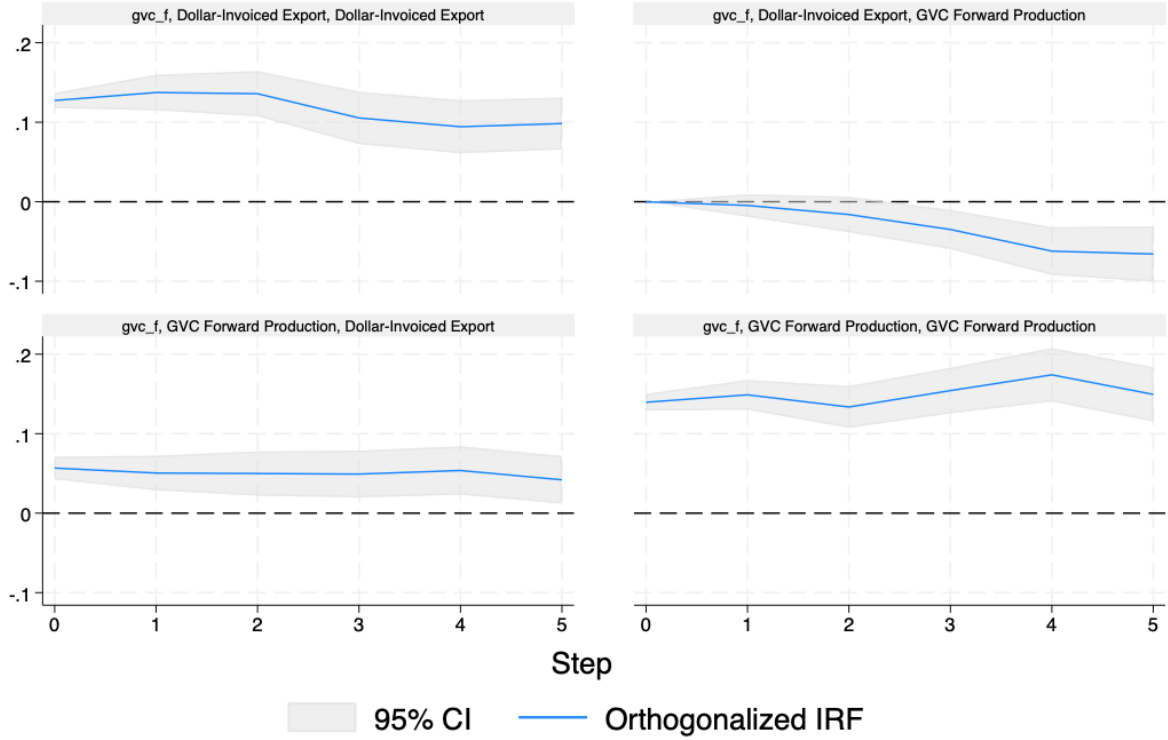 gvc_f, Dollar-Invoiced Export, Dollar-Invoiced Export
gvc_f, Dollar-Invoiced Export, GVC Forward Production
.2
.1
0
-.1
gvc_f, GVC Forward Production, Dollar-Invoiced Export
gvc_f, GVC Forward Production, GVC Forward Production
.2
.1
0
-.1
0 1 2 3 4 5
0 1 2 3 4 5
Step
95% CI
Orthogonalized IRF